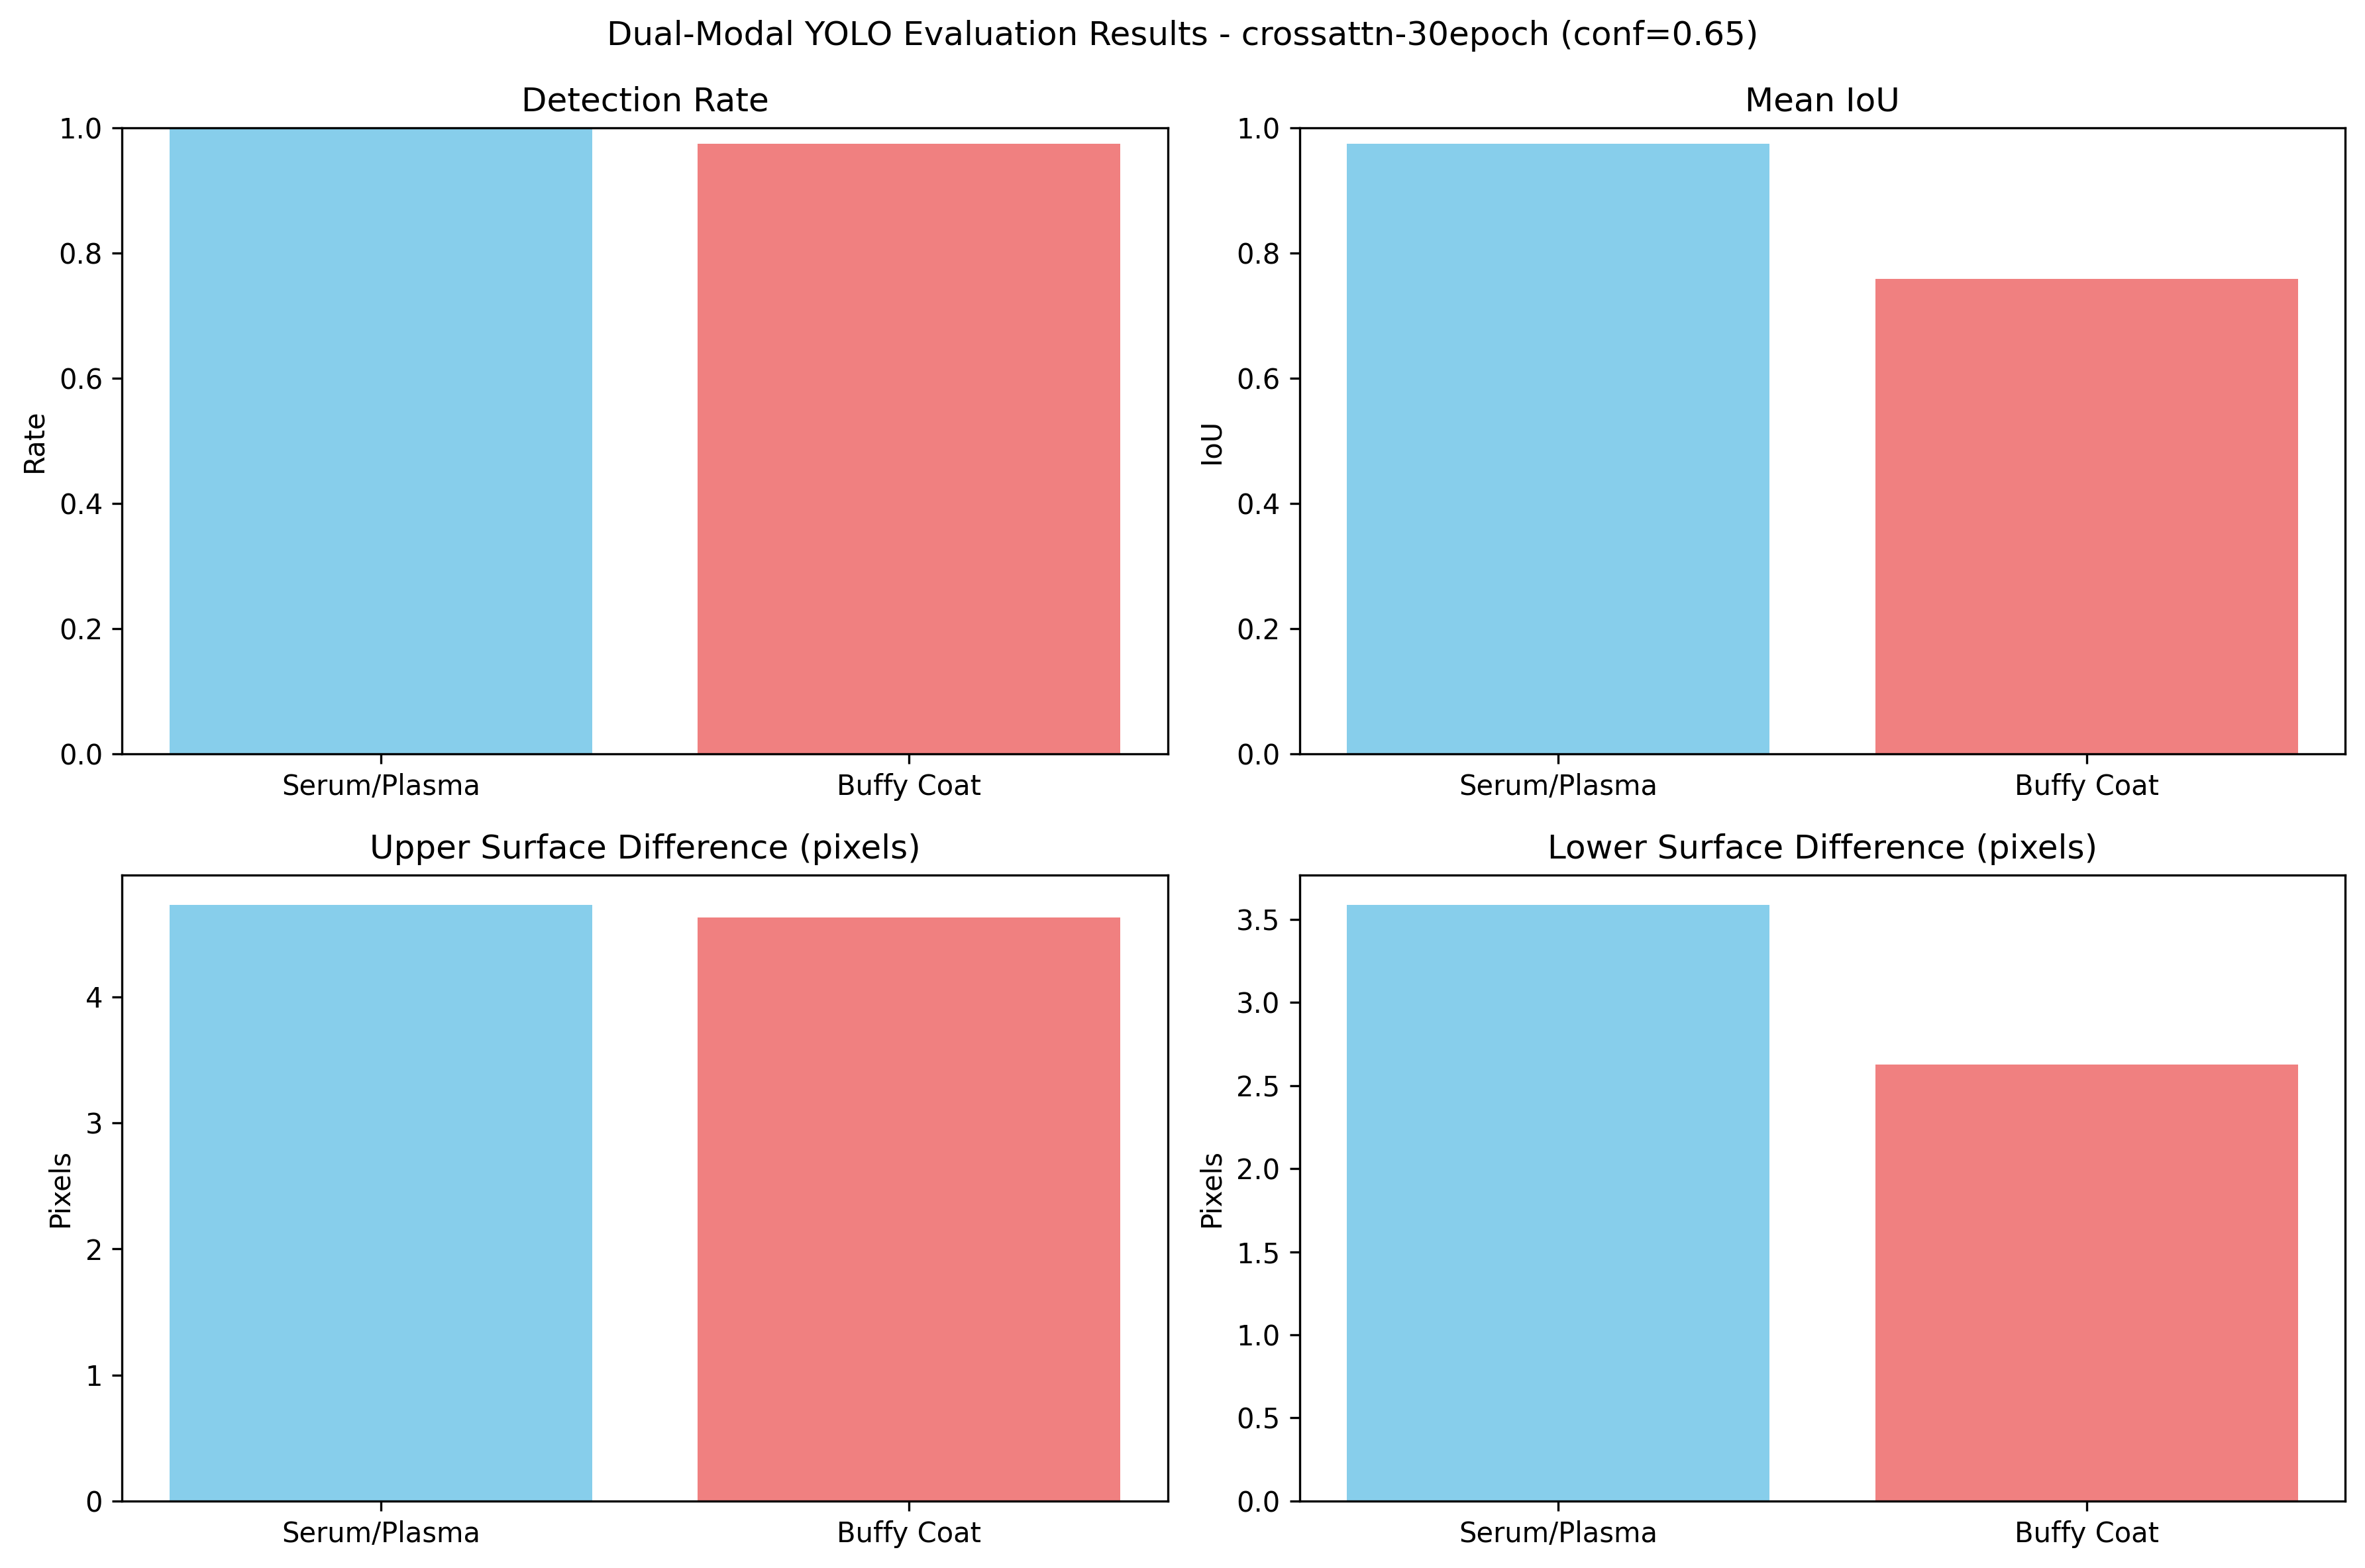 Dual-Modal YOLO Evaluation Results - crossattn-30epoch (conf=0.65)
Detection Rate
1.0
0.8
0.6
0.4
0.2
0.0
Rate
Serum/Plasma
Buffy Coat
Mean IoU
1.0
0.8
0.6
0.4
0.2
0.0
IoU
Serum/Plasma
Buffy Coat
Upper Surface Difference (pixels)
4
3
2
1
0
Pixels
Serum/Plasma
Buffy Coat
Lower Surface Difference (pixels)
3.5
3.0
2.5
2.0
1.5
1.0
0.5
0.0
Pixels
Serum/Plasma
Buffy Coat